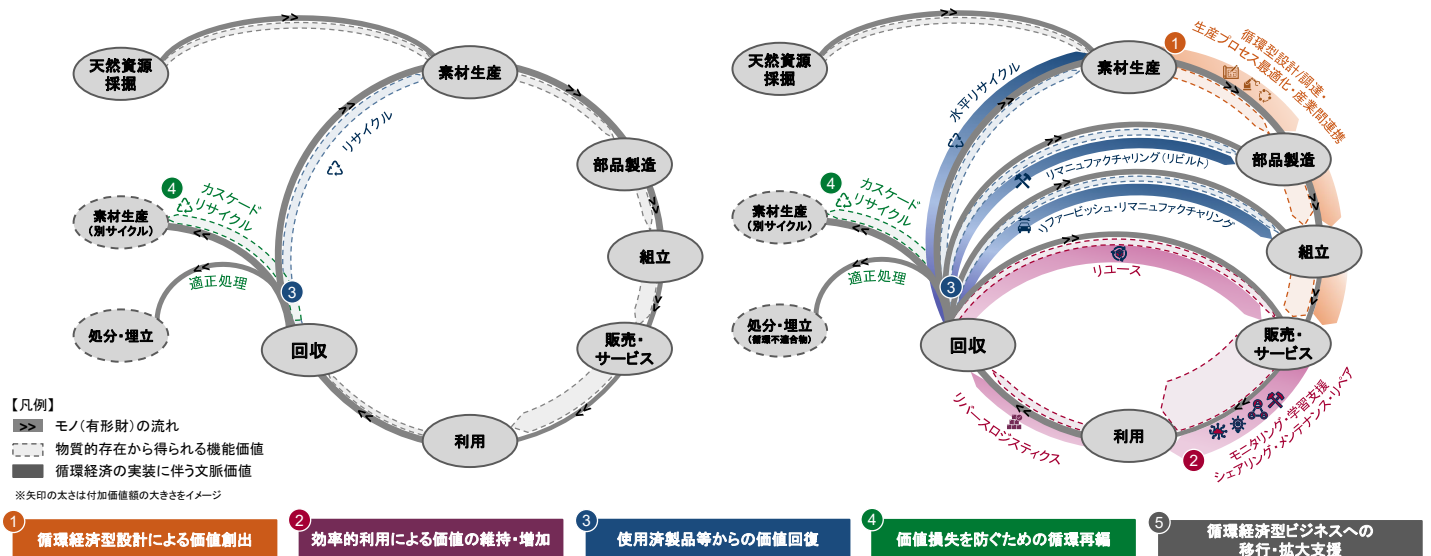 天然資源
採掘
素材生産
リサイクル
部品製造
4
カスケード
リサイクル
素材生産
(別サイクル)
適正処理
組立
3
処分・埋立
回収
販売・
サービス
利用
【凡例】
>> モノ(有形財)の流れ
物質的存在から得られる機能価値
循環経済の実装に伴う文脈価値
※矢印の太さは付加価値額の大きさをイメージ
天然資源
採掘
素材生産
1
循環型設計/調達・
生産プロセス最適化・産業間連携
水平リサイクル
部品製造
リマニュファクチャリング(リビルト)
4
カスケード
リサイクル
素材生産
(別サイクル)
リファービッシュ・リマニュファクチャリング
組立
適正処理
3
リユース
処分・埋立
(循環不適合物)
回収
販売・
サービス
リバースロジスティクス
利用
2
モニタリング・学習支援
シェアリング・メンテナンス・リペア
1 循環経済型設計による価値創出
2 効率的利用による価値の維持・増加
3 使用済製品等からの価値回復
4 価値損失を防ぐための循環再編
5 循環経済型ビジネスへの
移行・拡大支援